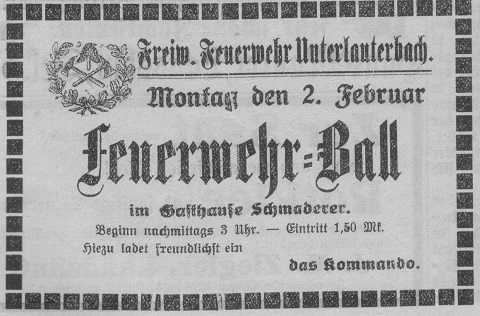 Freiw. Feuerwehr Unterlauterbach.
Montag den 2. Februar
Feuerwehr=Ball
im Gasthause Schmaderer.
Beginn nachmittags 3 Uhr. — Eintritt 1,50 Mk.
Hiezu ladet freundlichst ein
das Kommando.